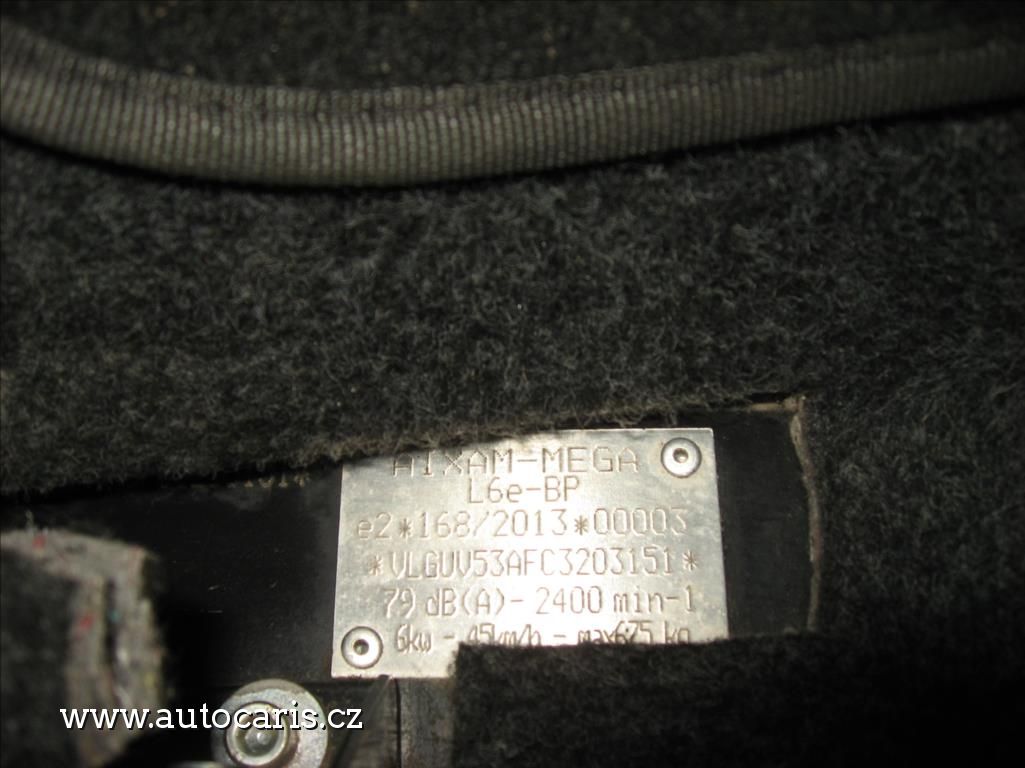 AIXAM-MEGA
L6e-BP
e2*168/2013*00003
*VLGUV53AFC3203151*
79 dB(A)- 2400 min-1
6kw - 45km/h - max675 kg
www.autocaris.cz